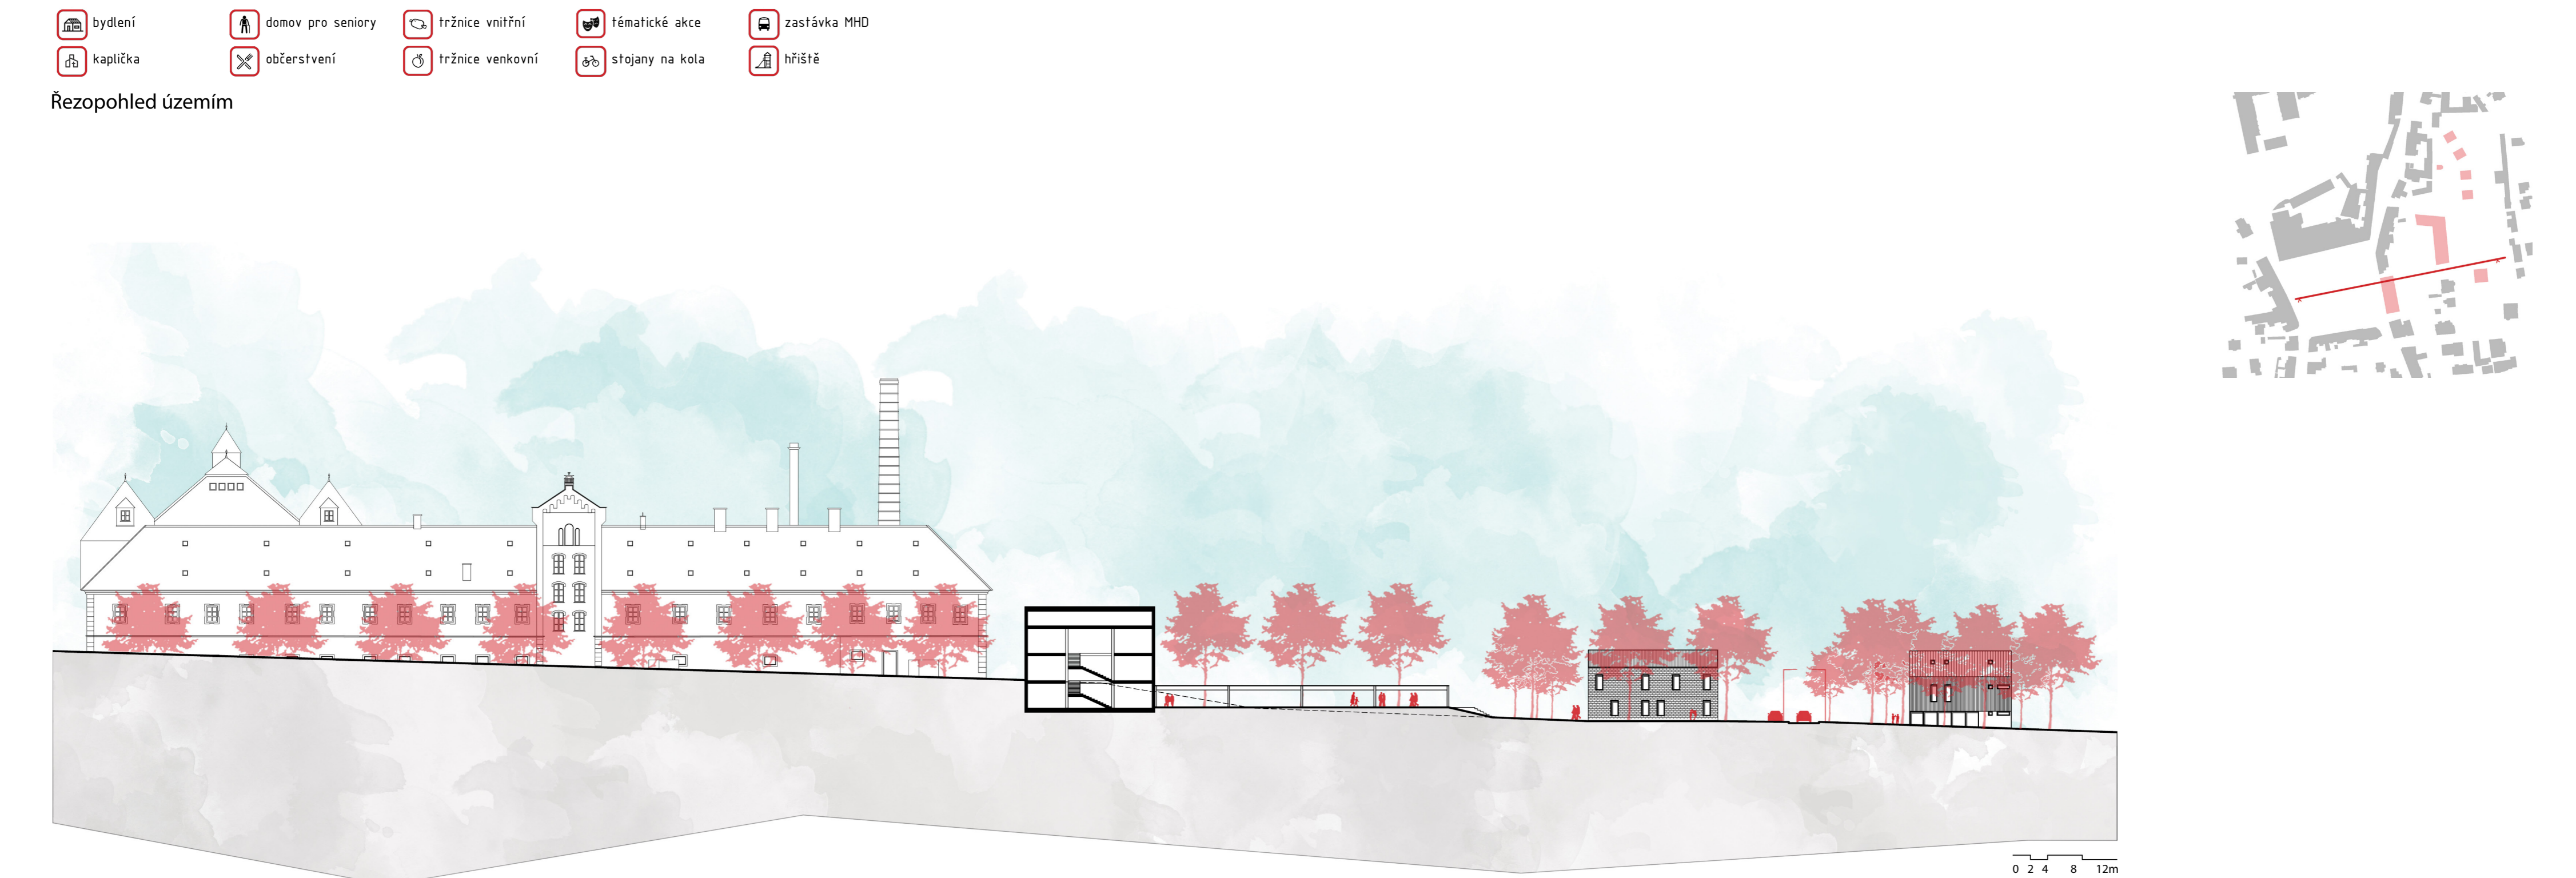 bydlení
domov pro seniory
tržnice vnitřní
tématické akce
zastávka MHD
kaplička
občerstvení
tržnice venkovní
stojany na kola
hřiště
Řezopohled územím
0 2 4 8 12m